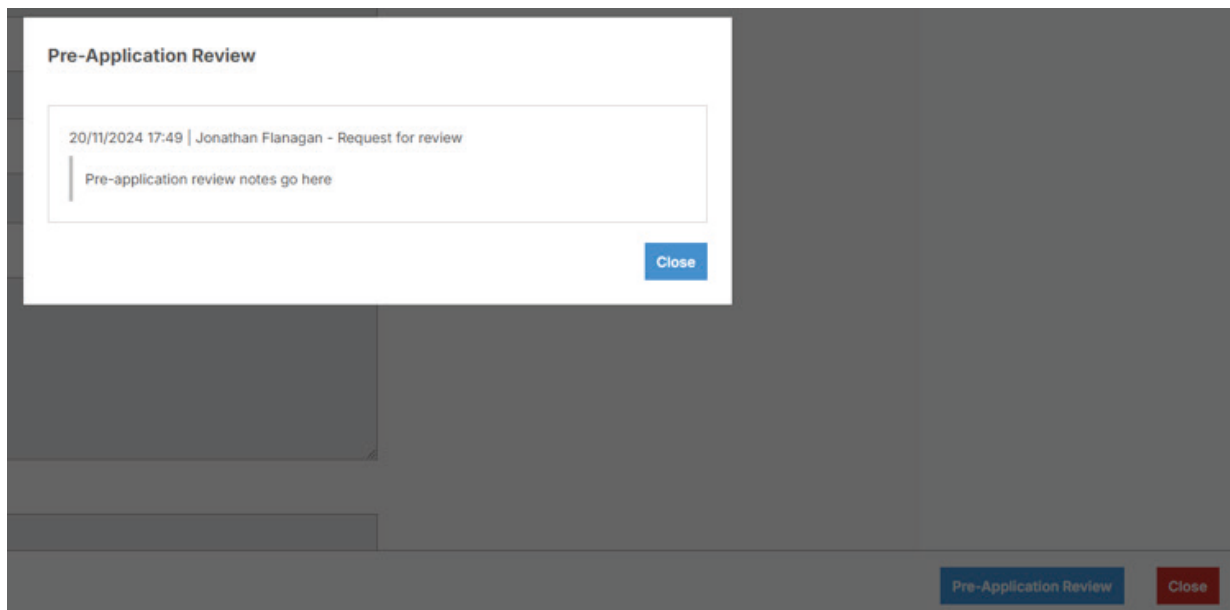 Pre-Application Review
20/11/2024 17:49 | Jonathan Flanagan - Request for review
Pre-application review notes go here
Close
Pre-Application Review
Close